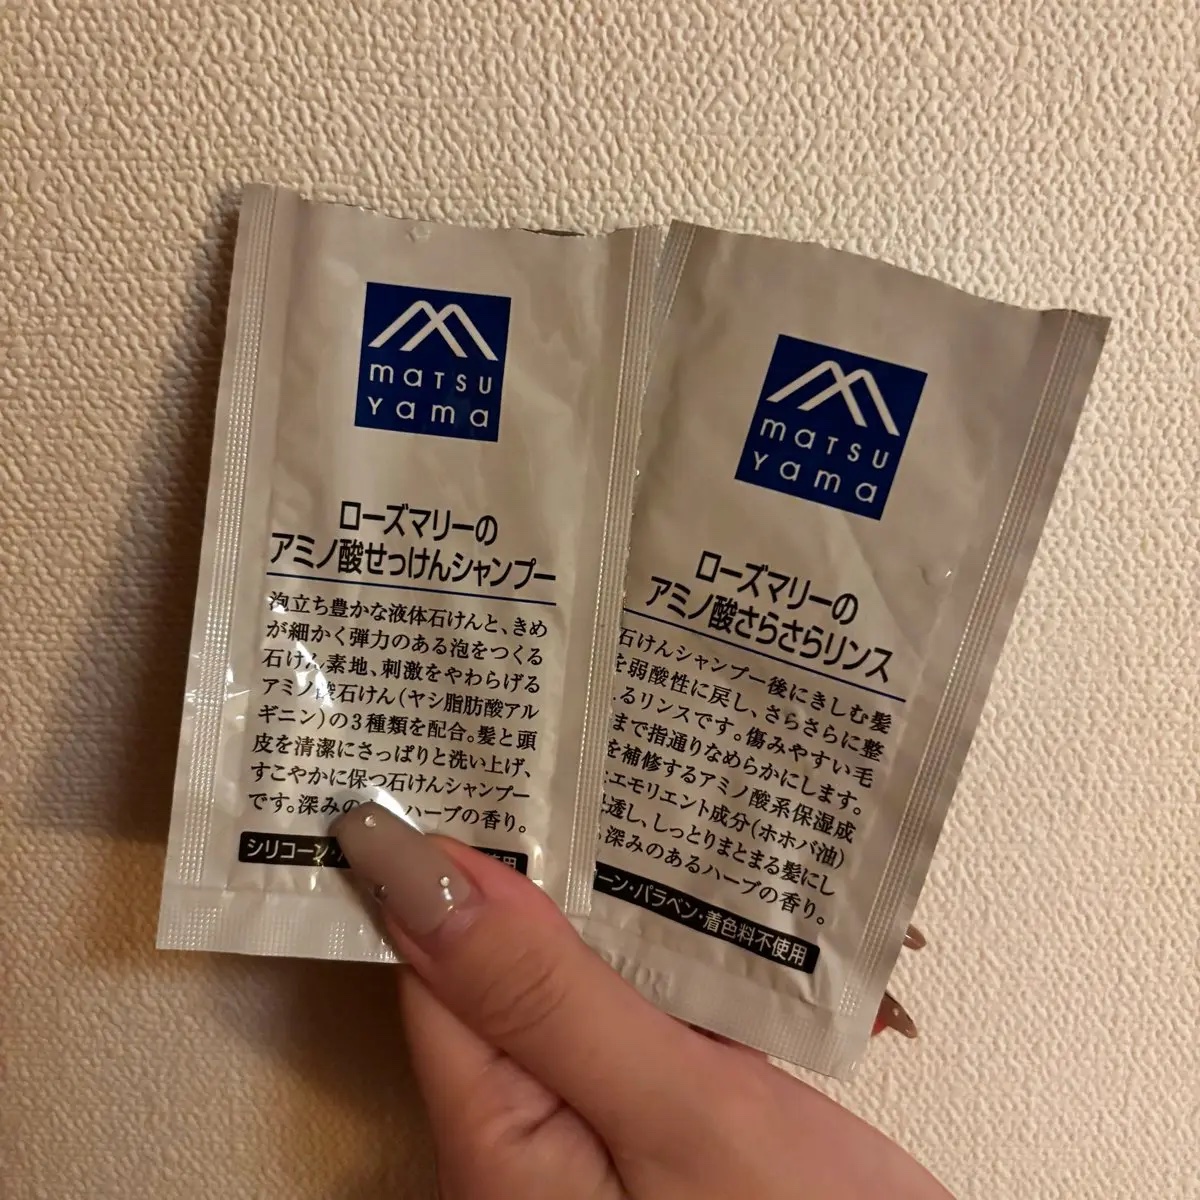 maTSU
Yama
ローズマリーの
アミノ酸せっけんシャンプー
泡立ち豊かな液体石けんと、きめ
が細かく弾力のある泡をつくる
石けん素地、刺激をやわらげる
アミノ酸石けん(ヤシ脂肪酸アル
ギニン)の3種類を配合。髪と頭
皮を清潔にさっぱりと洗い上げ、
すこやかに保つ石けんシャンプー
です。深みの ハーブの香り。
シリコーン・ 使用
maTSU
Yama
ローズマリーの
アミノ酸さらさらリンス
石けんシャンプー後にきしむ髪
を弱酸性に戻し、さらさらに整
るリンスです。傷みやすい毛
まで指通りなめらかにします。
を補修するアミノ酸系保湿成
エモリエント成分(ホホバ油)
透し、しっとりまとまる髪にし
深みのあるハーブの香り。
ーン・パラベン・着色料不使用